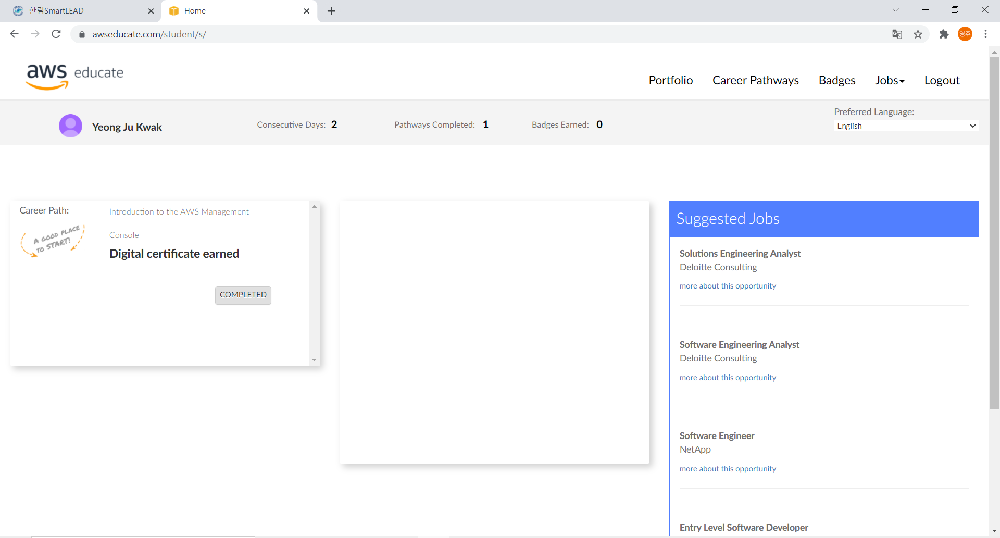 한림SmartLEAD
Home
awseducate.com/student/s/
영주
aws educate
Portfolio
Career Pathways
Badges
Jobs
Logout
Yeong Ju Kwak
Consecutive Days: 2
Pathways Completed: 1
Badges Earned: 0
Preferred Language:
English
Career Path:
A GOOD PLACE
TO START!
Introduction to the AWS Management
Console
Digital certificate earned
COMPLETED
Suggested Jobs
Solutions Engineering Analyst
Deloitte Consulting
more about this opportunity
Software Engineering Analyst
Deloitte Consulting
more about this opportunity
Software Engineer
NetApp
more about this opportunity
Entry Level Software Developer